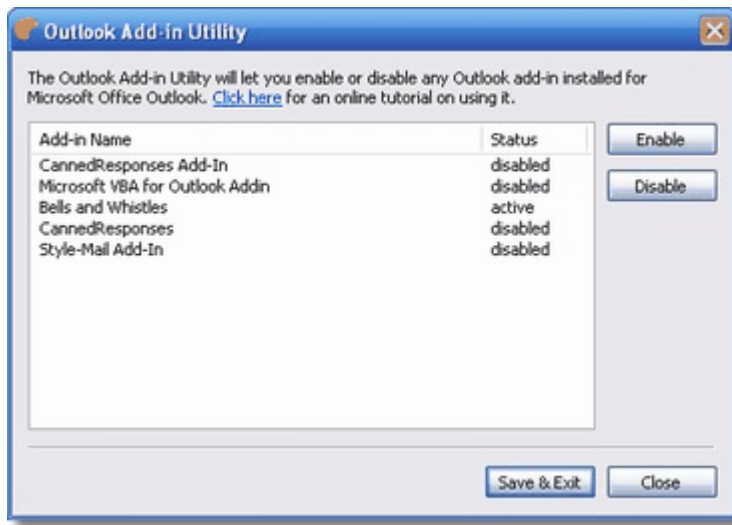 Outlook Add-in Utility
The Outlook Add-in Utility will let you enable or disable any Outlook add-in installed for
Microsoft Office Outlook. Click here for an online tutorial on using it.
Add-in Name Status
CannedResponses Add-In disabled
Microsoft VBA for Outlook Addin disabled
Bells and Whistles active
CannedResponses disabled
Style-Mail Add-In disabled
Enable
Disable
Save & Exit Close